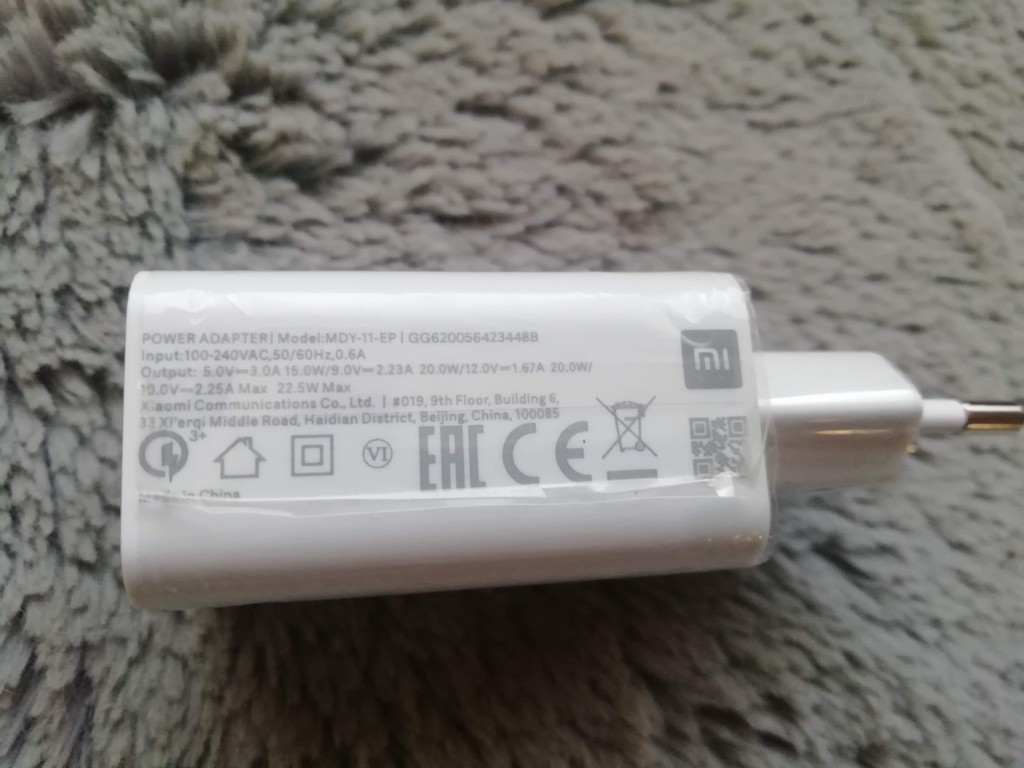 POWER ADAPTER| Model:MDY-11-EP | GG620056423448B
Input:100-240VAC,50/60Hz,0.6A
Output: 5.0V⎓3.0A 15.0W/9.0V⎓2.23A 20.0W/12.0V⎓1.67A 20.0W/
10.0V⎓2.25A Max 22.5W Max
Xiaomi Communications Co., Ltd. | #019, 9th Floor, Building 6,
33 Xi'erqi Middle Road, Haidian District, Beijing, China, 100085
3+
VI
EAC CE
Made in China
mi